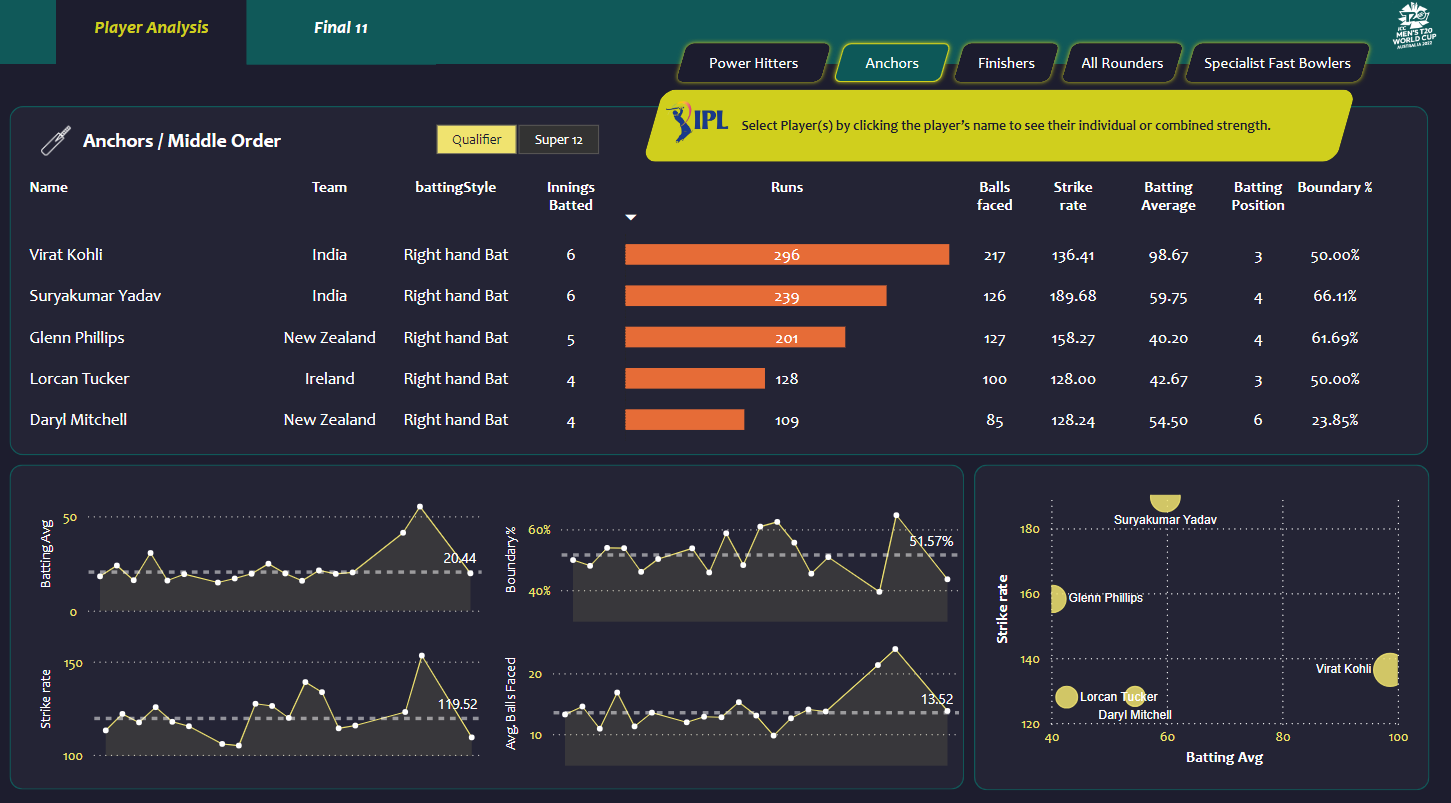 Player Analysis
Final 11
ICC
MEN'S T20
WORLD CUP
AUSTRALIA 2022
Power Hitters
Anchors
Finishers
All Rounders
Specialist Fast Bowlers
IPL
Select Player(s) by clicking the player's name to see their individual or combined strength.
Anchors / Middle Order
Qualifier
Super 12
Name Team battingStyle Innings Batted Runs Balls faced Strike rate Batting Average Batting Position Boundary %
Virat Kohli India Right hand Bat 6 296 217 136.41 98.67 3 50.00%
Suryakumar Yadav India Right hand Bat 6 239 126 189.68 59.75 4 66.11%
Glenn Phillips New Zealand Right hand Bat 5 201 127 158.27 40.20 4 61.69%
Lorcan Tucker Ireland Right hand Bat 4 128 100 128.00 42.67 3 50.00%
Daryl Mitchell New Zealand Right hand Bat 4 109 85 128.24 54.50 6 23.85%
Batting Avg
50
0
20.44
Boundary %
60%
40%
51.57%
Strike rate
150
100
119.52
Avg. Balls Faced
20
10
13.52
Strike rate
180
160
140
120
Suryakumar Yadav
Glenn Phillips
Virat Kohli
Lorcan Tucker
Daryl Mitchell
40 60 80 100
Batting Avg